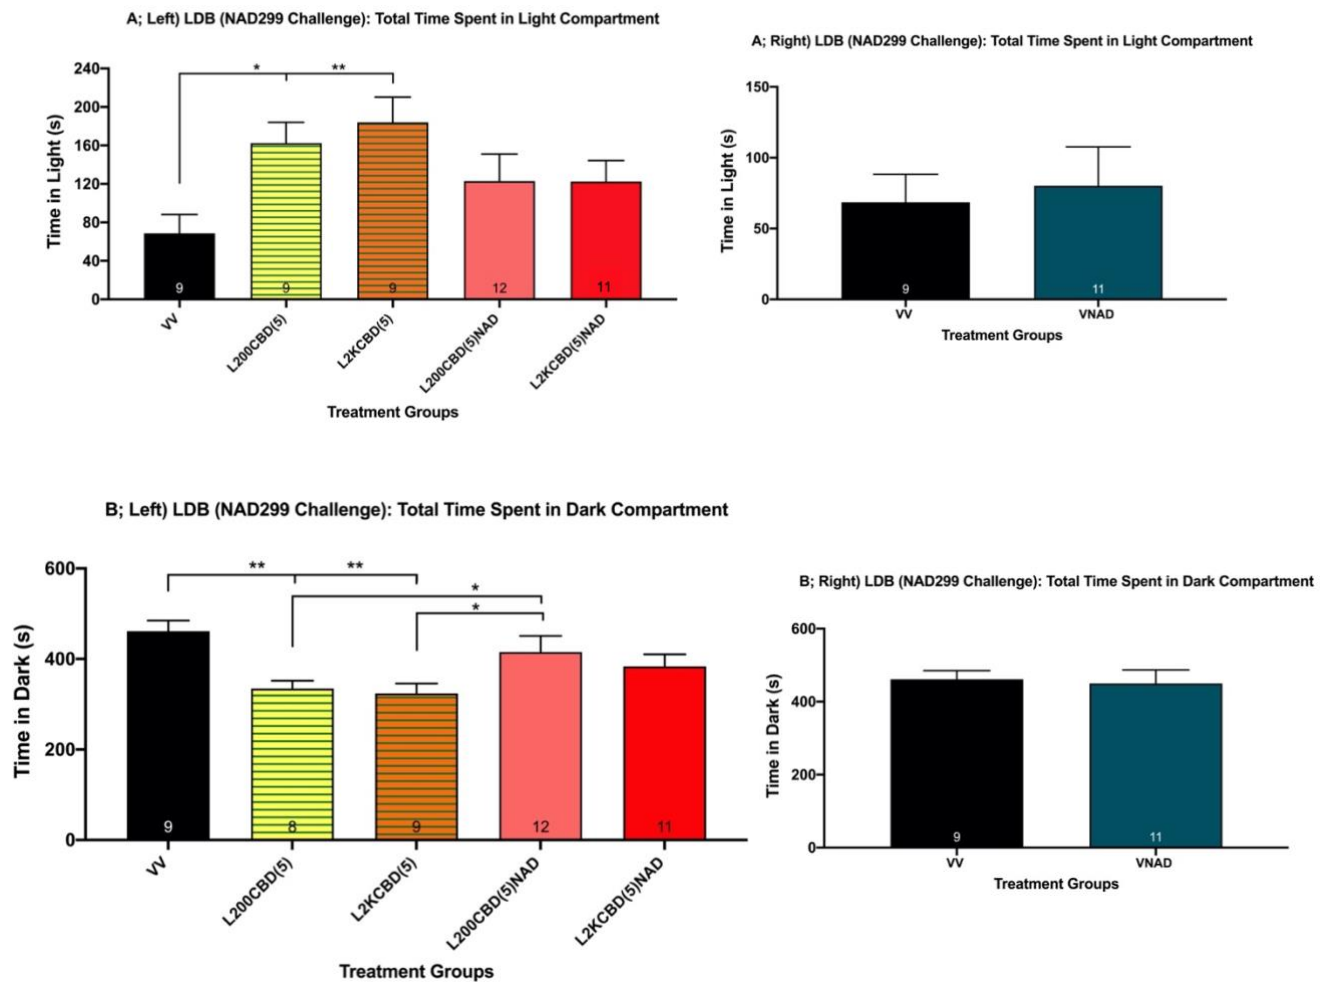 A; Left) LDB (NAD299 Challenge): Total Time Spent in Light Compartment
* **
240
200
160
120
80
40
0
Time in Light (s)
9 9 9 12 11
VV L200CBD(5) L2KCBD(5) L200CBD(5)NAD L2KCBD(5)NAD
Treatment Groups
A; Right) LDB (NAD299 Challenge): Total Time Spent in Light Compartment
150
100
50
0
Time in Light (s)
9 11
VV VNAD
Treatment Groups
B; Left) LDB (NAD299 Challenge): Total Time Spent in Dark Compartment
** **
*
*
600
400
200
0
Time in Dark (s)
9 8 9 12 11
VV L200CBD(5) L2KCBD(5) L200CBD(5)NAD L2KCBD(5)NAD
Treatment Groups
B; Right) LDB (NAD299 Challenge): Total Time Spent in Dark Compartment
600
400
200
0
Time in Dark (s)
9 11
VV VNAD
Treatment Groups